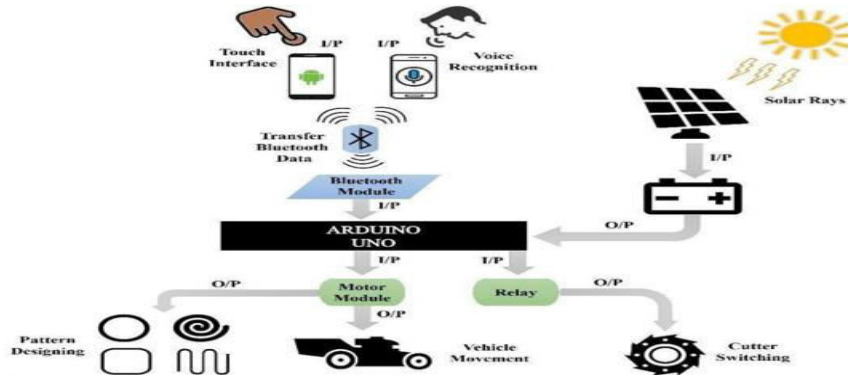 I/P
I/P
Touch
Interface
Voice
Recognition
Solar Rays
Transfer
Bluetooth
Data
I/P
Bluetooth
Module
I/P
O/P
ARDUINO
UNO
I/P
I/P
O/P
Motor
Module
Relay
O/P
O/P
Pattern
Designing
Vehicle
Movement
Cutter
Switching